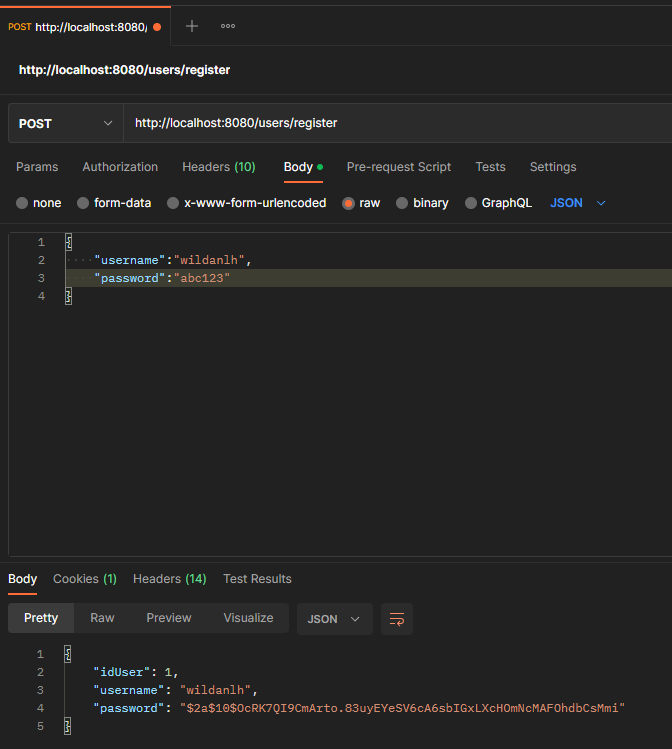 POST http://localhost:8080/
http://localhost:8080/users/register
POST http://localhost:8080/users/register
Params Authorization Headers (10) Body Pre-request Script Tests Settings
none form-data x-www-form-urlencoded raw binary GraphQL JSON
1 {
2 "username":"wildanlh",
3 "password":"abc123"
4 }
Body Cookies (1) Headers (14) Test Results
Pretty Raw Preview Visualize JSON
1 {
2 "idUser": 1,
3 "username": "wildanlh",
4 "password": "$2a$10$OcRK7QI9CmArto.83uyEYeSV6cA6sbIGxLXcHOmNcMAFOhdbCsMmi"
5 }